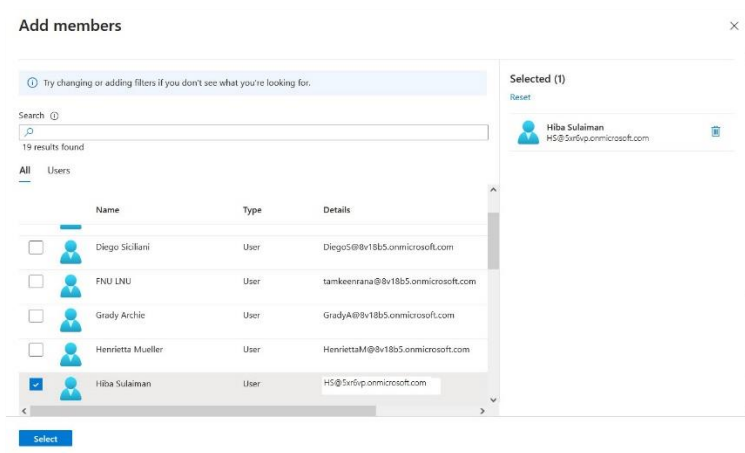 Add members
Try changing or adding filters if you don't see what you're looking for.
Search
19 results found
All Users
Name Type Details
Diego Siciliani User DiegoS@8v18b5.onmicrosoft.com
FNU LNU User tamkeenrana@8v18b5.onmicrosoft.com
Grady Archie User GradyA@8v18b5.onmicrosoft.com
Henrietta Mueller User HenriettaM@8v18b5.onmicrosoft.com
Hiba Sulaiman User HS@5xr6vp.onmicrosoft.com
Select
Selected (1)
Reset
Hiba Sulaiman
HS@5xr6vp.onmicrosoft.com